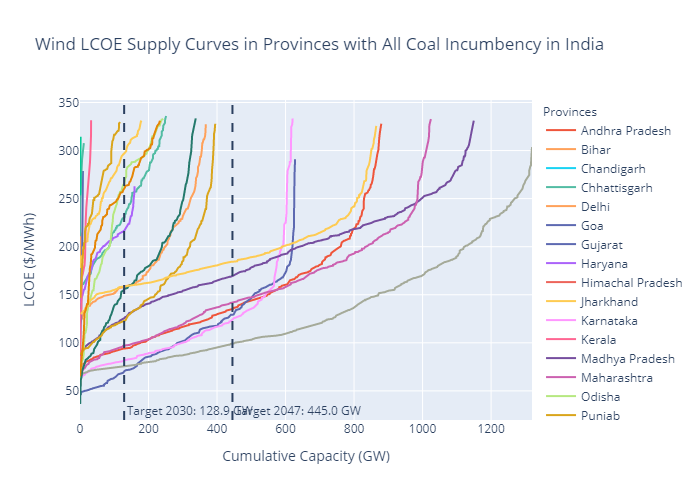 Wind LCOE Supply Curves in Provinces with All Coal Incumbency in India
350
300
250
200
150
100
50
LCOE ($/MWh)
Target 2030: 128.9 GW
Target 2047: 445.0 GW
0
200
400
600
800
1000
1200
Cumulative Capacity (GW)
Provinces
Andhra Pradesh
Bihar
Chandigarh
Chhattisgarh
Delhi
Goa
Gujarat
Haryana
Himachal Pradesh
Jharkhand
Karnataka
Kerala
Madhya Pradesh
Maharashtra
Odisha
Punjab